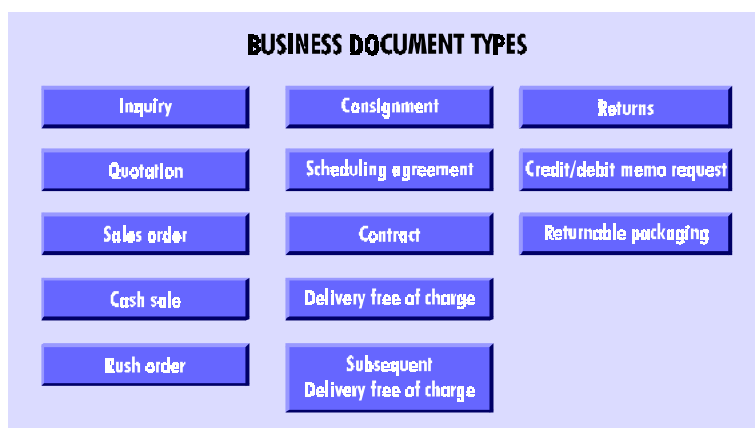 BUSINESS DOCUMENT TYPES
Inquiry
Consignment
Returns
Quotation
Scheduling agreement
Credit/debit memo request
Sales order
Contract
Returnable packaging
Cash sale
Delivery free of charge
Rush order
Subsequent
Delivery free of charge